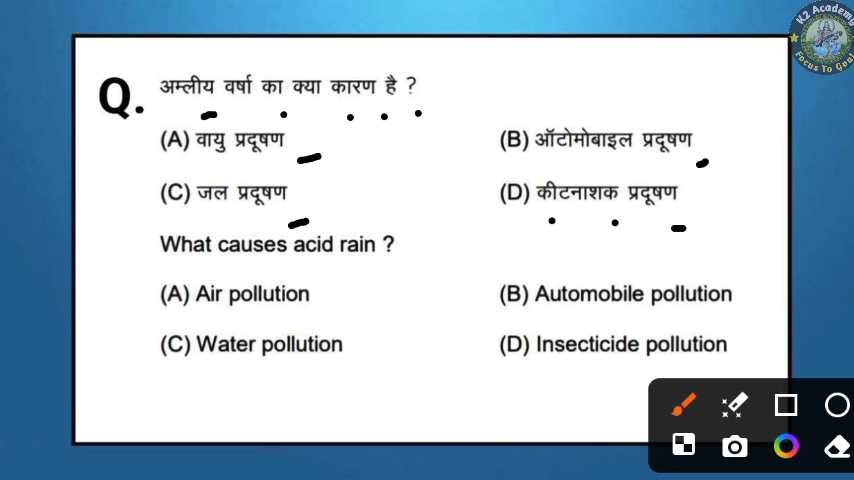 K2 Academy
Focus To Goal
Q. अम्लीय वर्षा का क्या कारण है ?
(A) वायु प्रदूषण (B) ऑटोमोबाइल प्रदूषण
(C) जल प्रदूषण (D) कीटनाशक प्रदूषण
What causes acid rain ?
(A) Air pollution (B) Automobile pollution
(C) Water pollution (D) Insecticide pollution